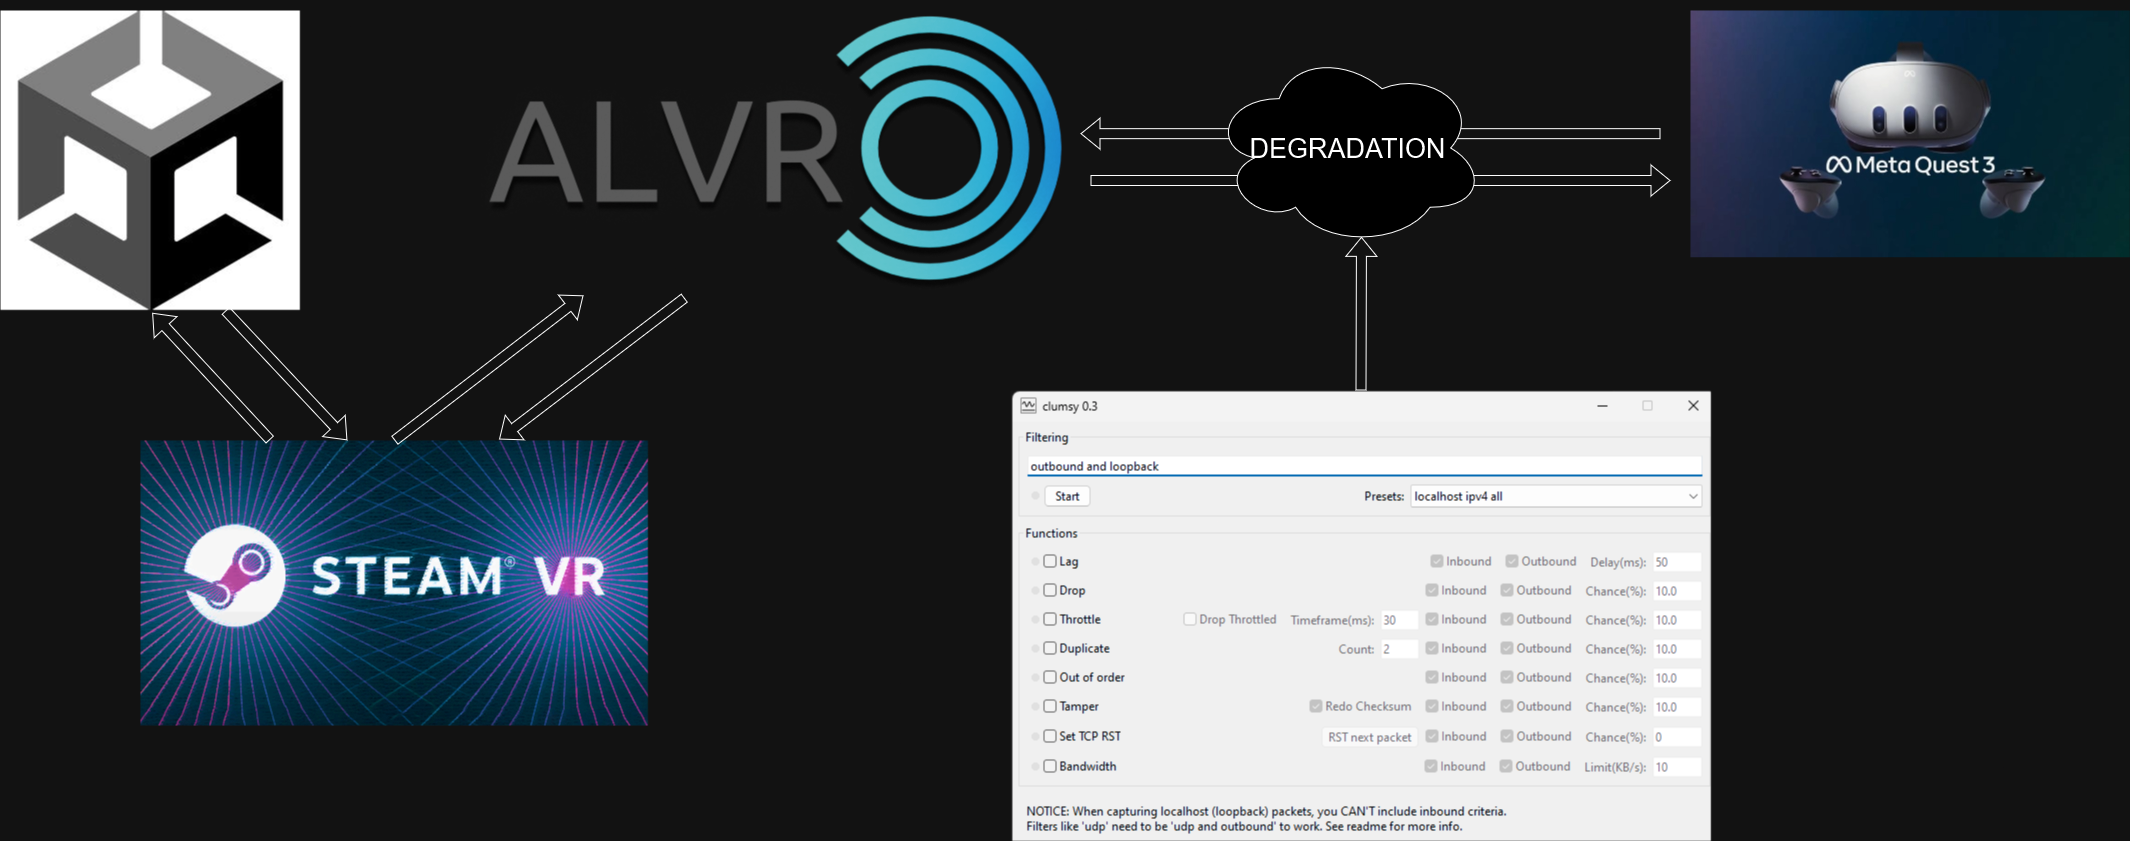 ALVR
DEGRADATION
Meta Quest 3
STEAM® VR
clumsy 0.3
Filtering
outbound and loopback
Start
Presets: localhost ipv4 all
Functions
Lag Inbound Outbound Delay(ms): 50
Drop Inbound Outbound Chance(%): 10.0
Throttle Drop Throttled Timeframe(ms): 30 Inbound Outbound Chance(%): 10.0
Duplicate Count: 2 Inbound Outbound Chance(%): 10.0
Out of order Inbound Outbound Chance(%): 10.0
Tamper Redo Checksum Inbound Outbound Chance(%): 10.0
Set TCP RST RST next packet Inbound Outbound Chance(%): 0
Bandwidth Inbound Outbound Limit(KB/s): 10
NOTICE: When capturing localhost (loopback) packets, you CAN'T include inbound criteria.
Filters like 'udp' need to be 'udp and outbound' to work. See readme for more info.